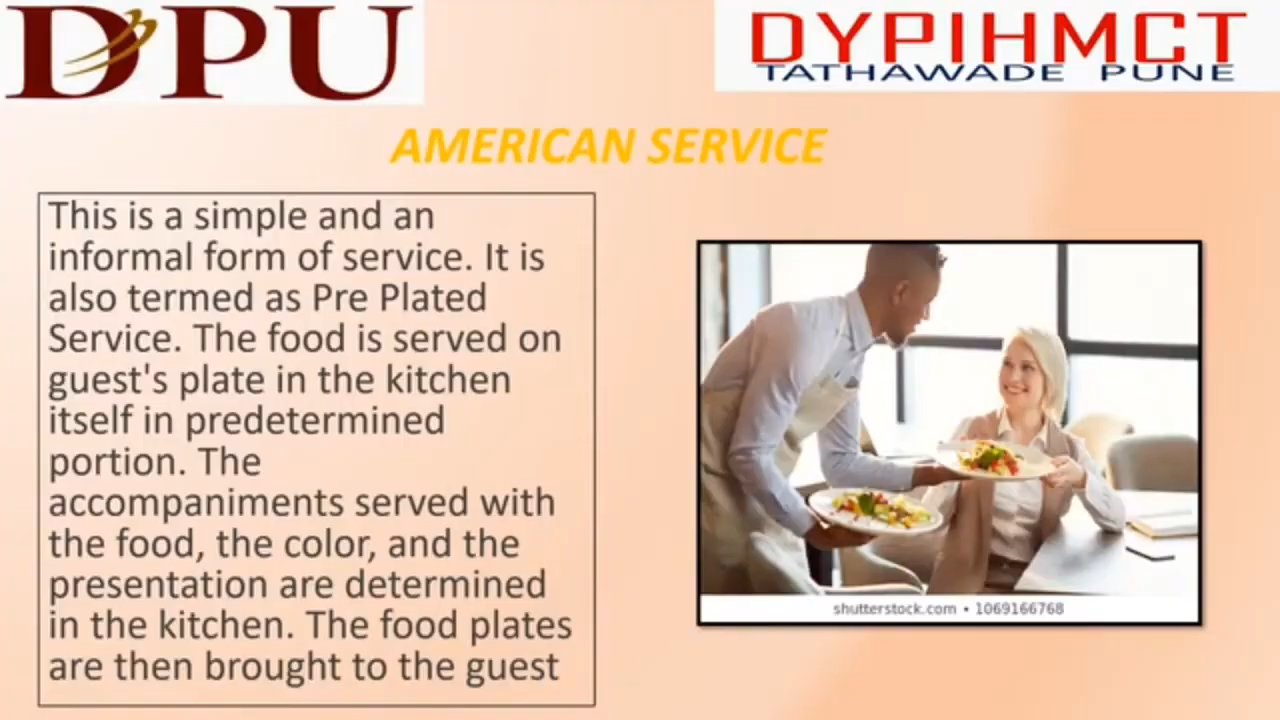 DPU
DYPIHMCT
TATHAWADE PUNE
AMERICAN SERVICE
This is a simple and an
informal form of service. It is
also termed as Pre Plated
Service. The food is served on
guest's plate in the kitchen
itself in predetermined
portion. The
accompaniments served with
the food, the color, and the
presentation are determined
in the kitchen. The food plates
are then brought to the guest
shutterstock.com • 1069166768